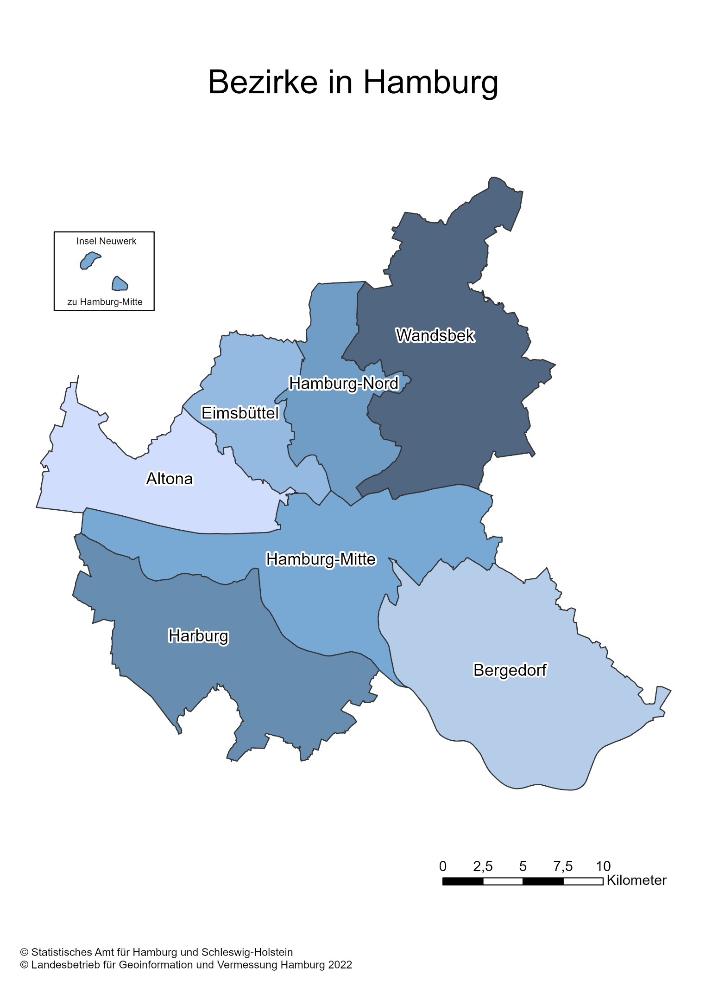 Bezirke in Hamburg
Insel Neuwerk
zu Hamburg-Mitte
Wandsbek
Hamburg-Nord
Eimsbüttel
Altona
Hamburg-Mitte
Harburg
Bergedorf
0 2,5 5 7,5 10
Kilometer
© Statistisches Amt für Hamburg und Schleswig-Holstein
© Landesbetrieb für Geoinformation und Vermessung Hamburg 2022